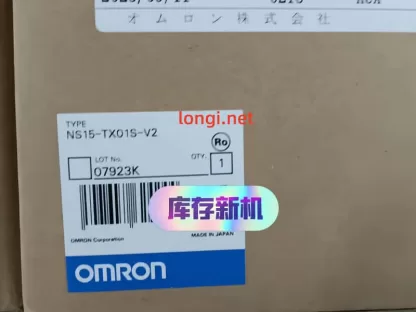 オムロン株式会社
longi.net
TYPE
NS15-TX01S-V2
Ro
LOT No.
QTY.
07923K
1
库存新机
OMRON Corporation
MADE IN JAPAN
OMRON